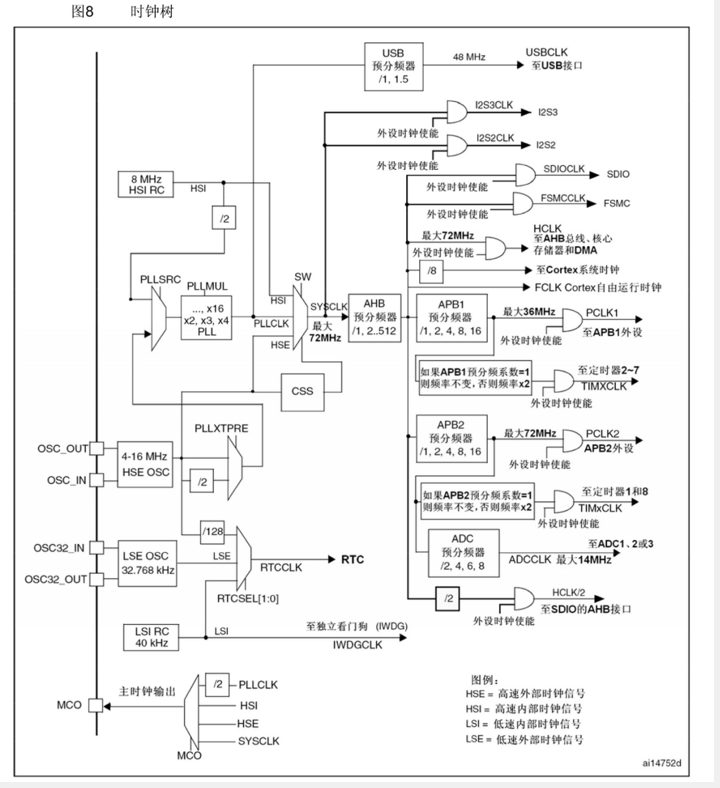 图8 时钟树
USB
预分频器
/1, 1.5
48 MHz
USBCLK
至USB接口
I2S3CLK
I2S3
外设时钟使能
I2S2CLK
I2S2
外设时钟使能
SDIOCLK
SDIO
外设时钟使能
FSMCCLK
FSMC
外设时钟使能
8 MHz
HSI RC
HSI
/2
最大72MHz
外设时钟使能
HCLK
至AHB总线、核心
存储器和DMA
/8
至Cortex系统时钟
FCLK Cortex自由运行时钟
PLLSRC
PLLMUL
..., x16
x2, x3, x4
PLL
SW
HSI
PLLCLK
HSE
SYSCLK
最大
72MHz
AHB
预分频器
/1, 2..512
APB1
预分频器
/1, 2, 4, 8, 16
最大36MHz
外设时钟使能
PCLK1
至APB1外设
CSS
如果APB1预分频系数=1
则频率不变，否则频率x2
至定时器2~7
TIMXCLK
外设时钟使能
PLLXTPRE
OSC_OUT
OSC_IN
4-16 MHz
HSE OSC
/2
APB2
预分频器
/1, 2, 4, 8, 16
最大72MHz
外设时钟使能
PCLK2
APB2外设
如果APB2预分频系数=1
则频率不变，否则频率x2
至定时器1和8
TIMxCLK
外设时钟使能
OSC32_IN
OSC32_OUT
LSE OSC
32.768 kHz
/128
LSE
RTCCLK
RTC
RTCSEL[1:0]
ADC
预分频器
/2, 4, 6, 8
至ADC1、2或3
ADCCLK 最大14MHz
/2
HCLK/2
至SDIO的AHB接口
外设时钟使能
LSI RC
40 kHz
LSI
至独立看门狗 (IWDG)
IWDGCLK
MCO
主时钟输出
/2
PLLCLK
HSI
HSE
SYSCLK
MCO
图例：
HSE = 高速外部时钟信号
HSI = 高速内部时钟信号
LSI = 低速内部时钟信号
LSE = 低速外部时钟信号
ai14752d